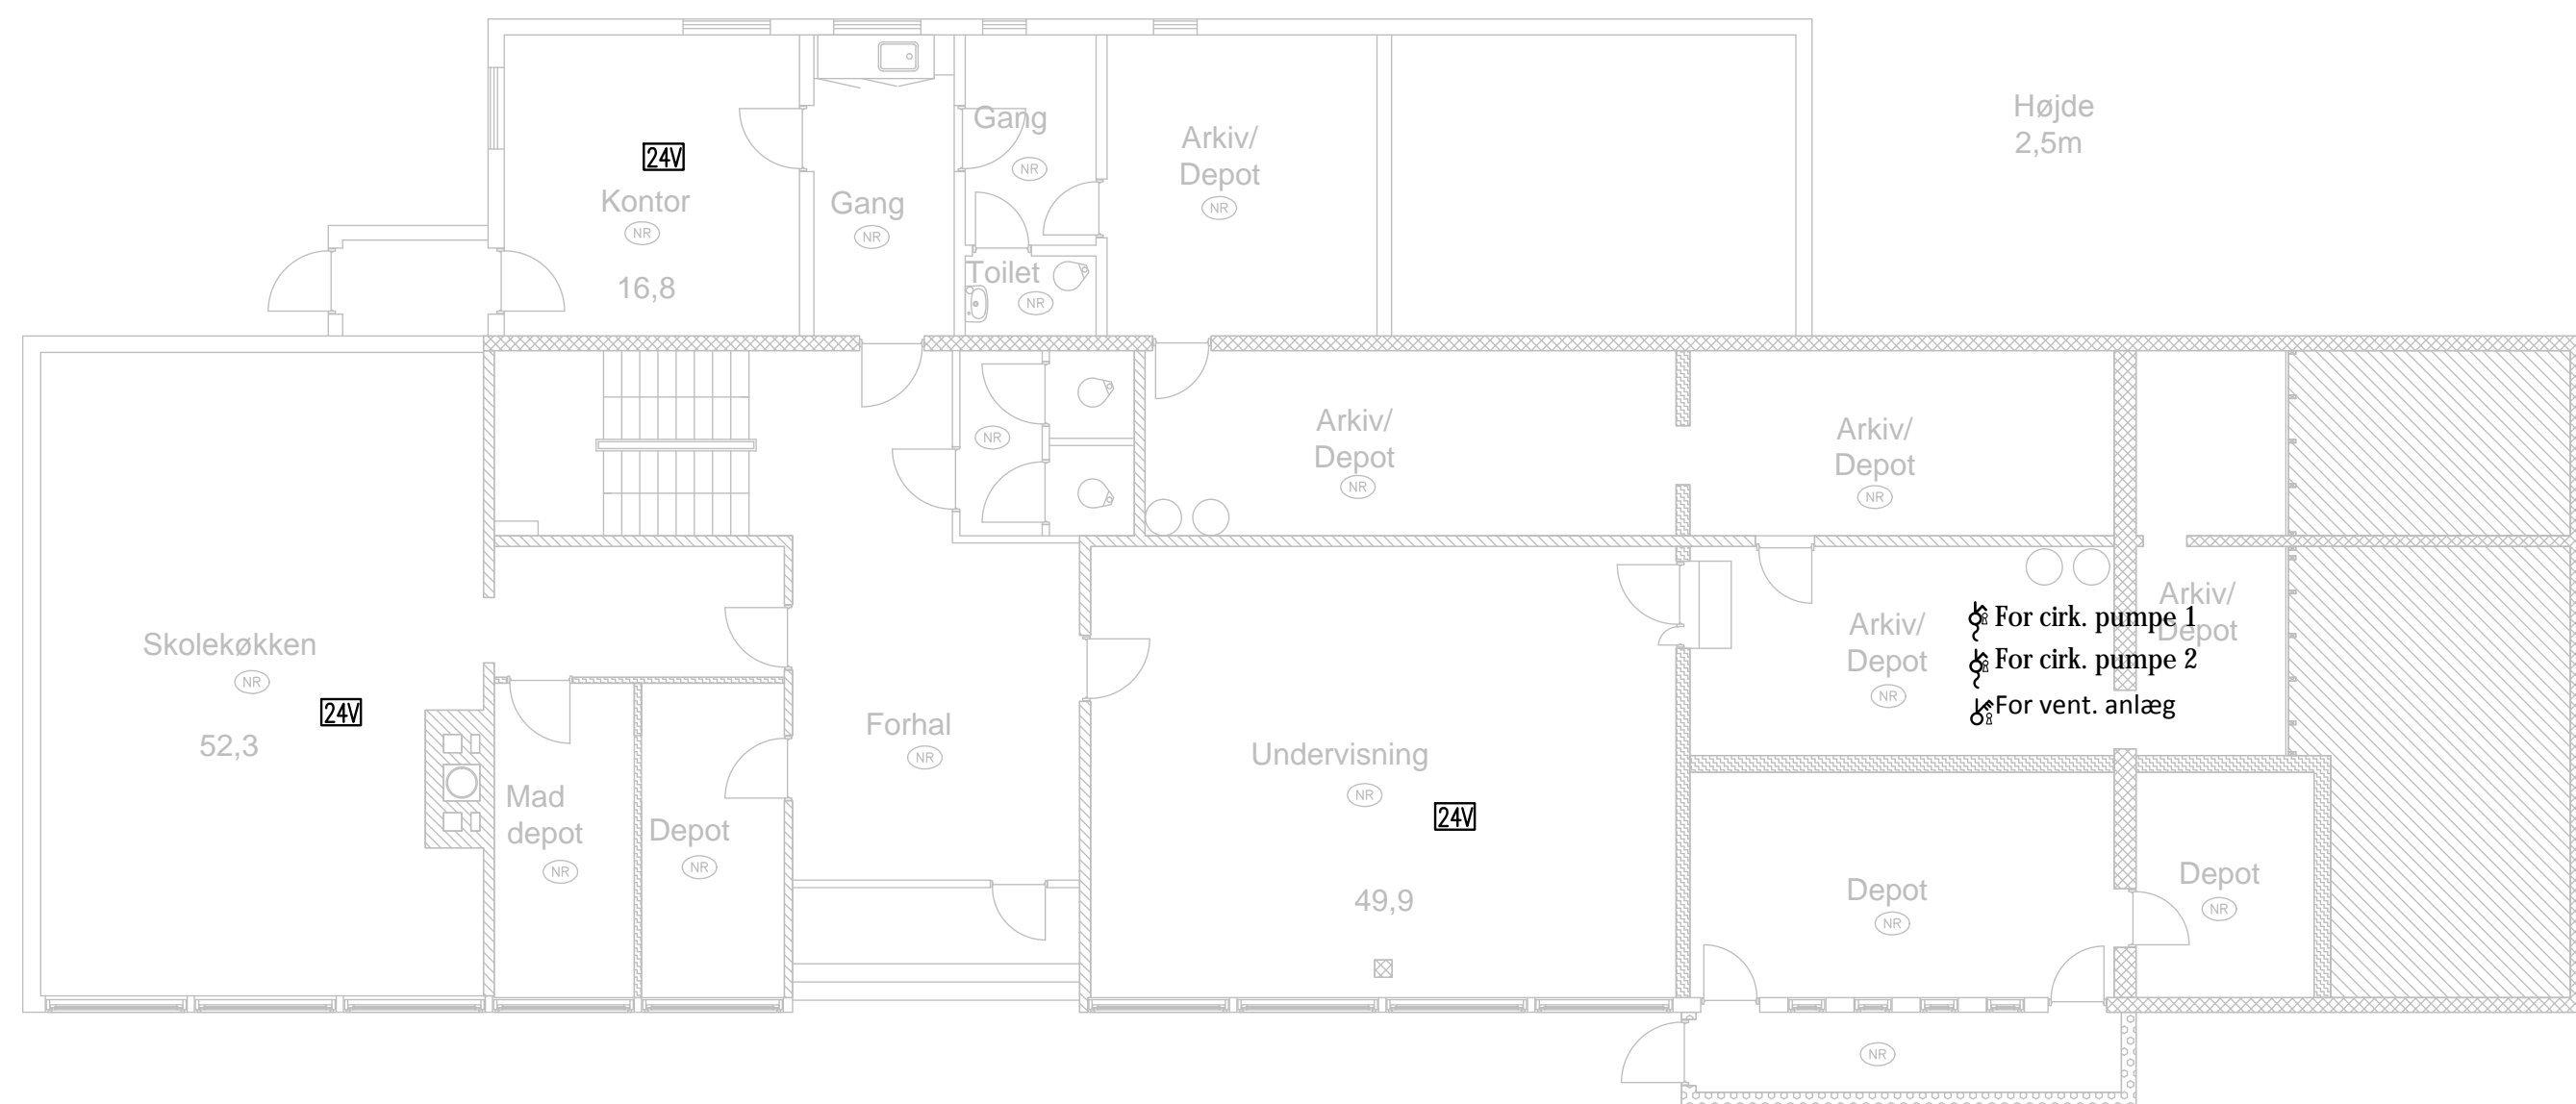 Højde
2,5m
Gang
NR
Arkiv/
Depot
NR
24V
Kontor
NR
16,8
Gang
NR
Toilet
NR
NR
Arkiv/
Depot
NR
Arkiv/
Depot
NR
Skolekøkken
NR
24V
52,3
Mad
depot
NR
Depot
NR
Forhal
NR
Undervisning
NR
24V
49,9
Arkiv/
Depot
NR
Arkiv/
Depot
For cirk. pumpe 1
For cirk. pumpe 2
For vent. anlæg
Depot
NR
Depot
NR
NR